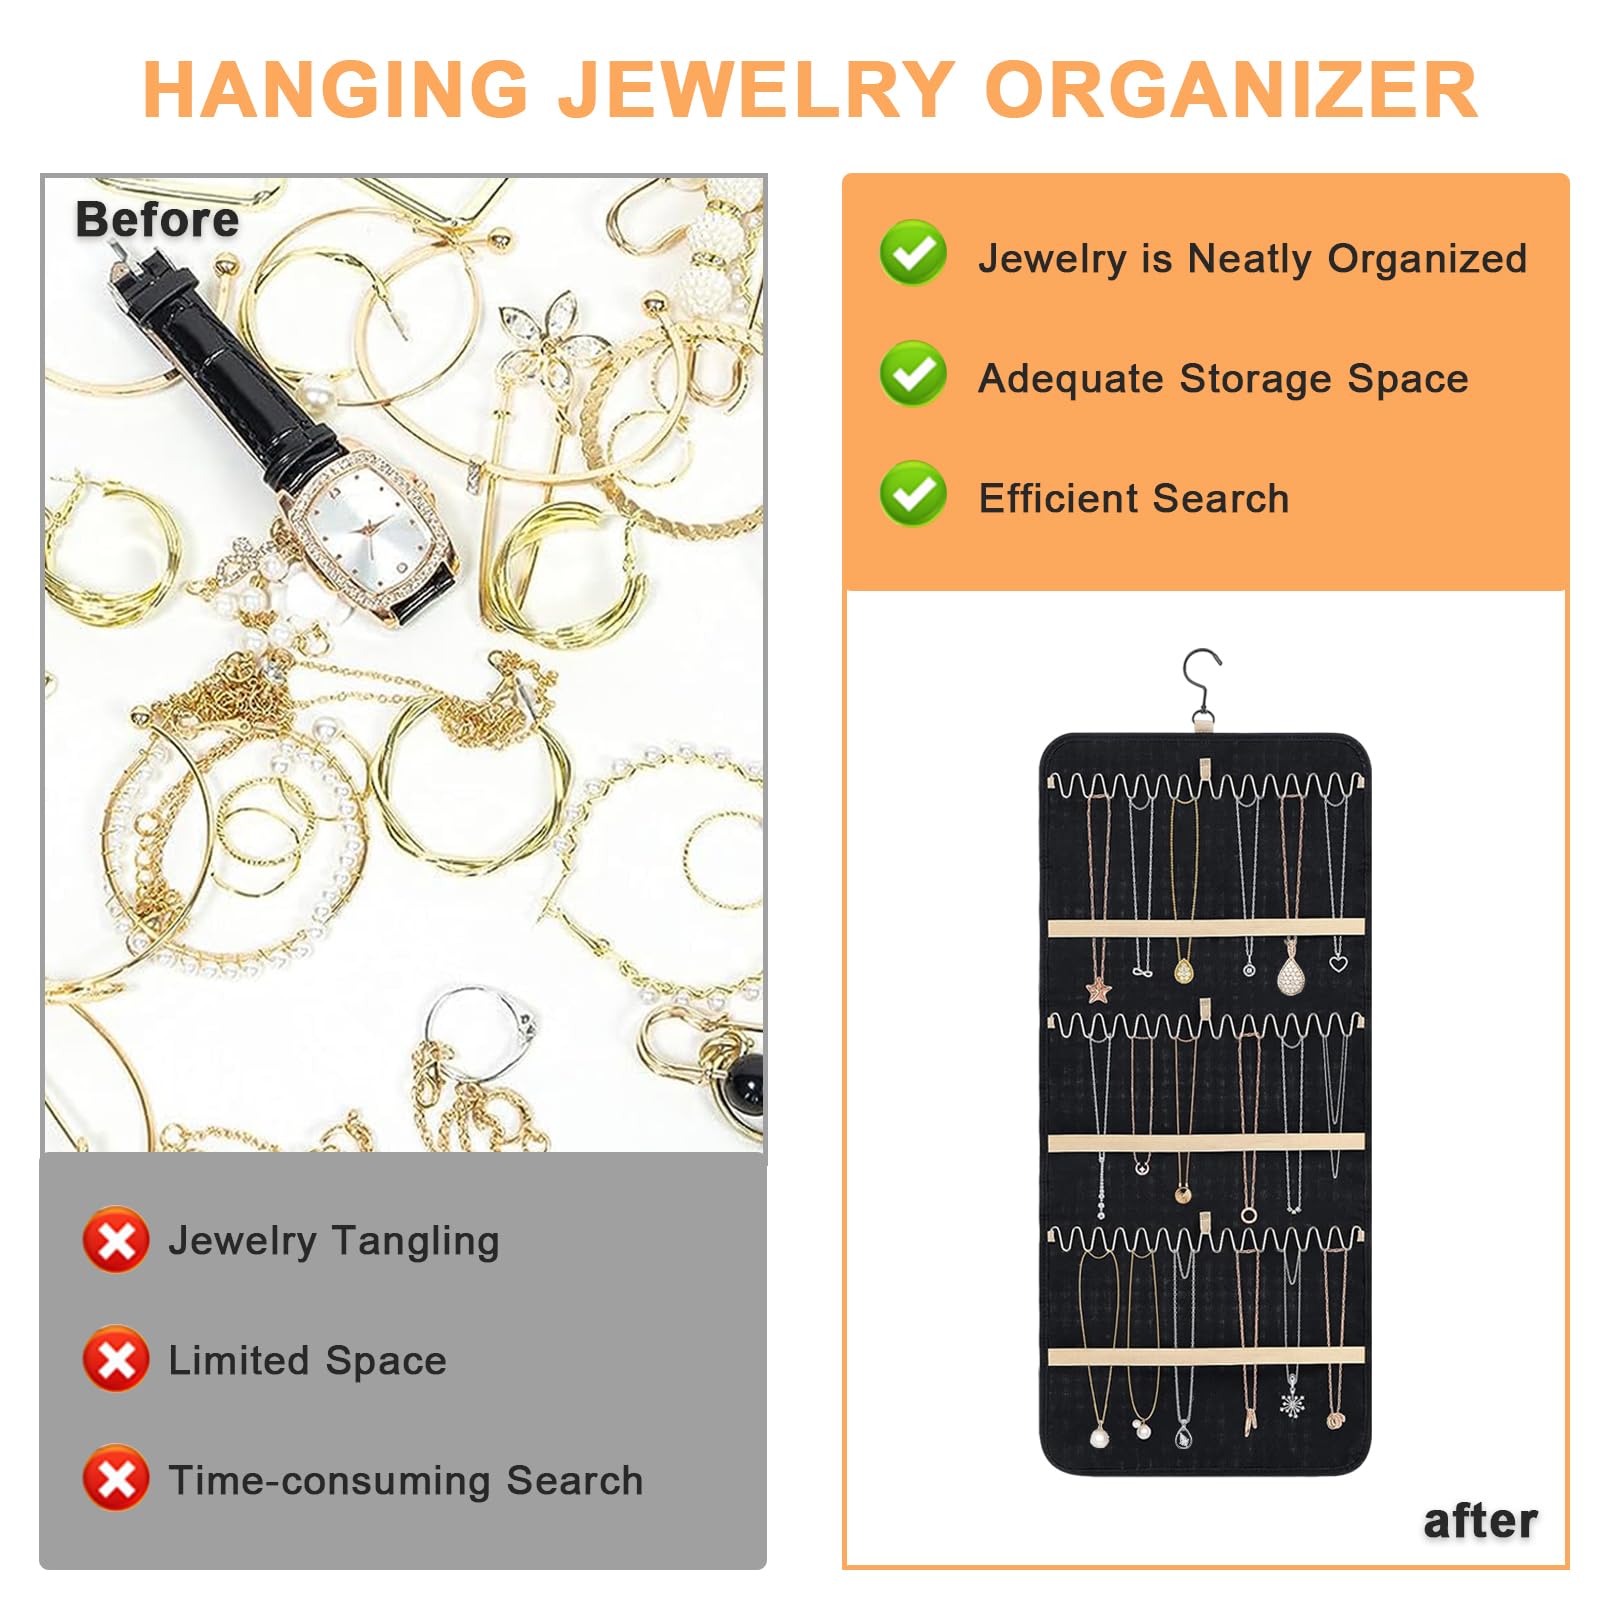 HANGING JEWELRY ORGANIZER
Before
Jewelry Tangling
Limited Space
Time-consuming Search
Jewelry is Neatly Organized
Adequate Storage Space
Efficient Search
after